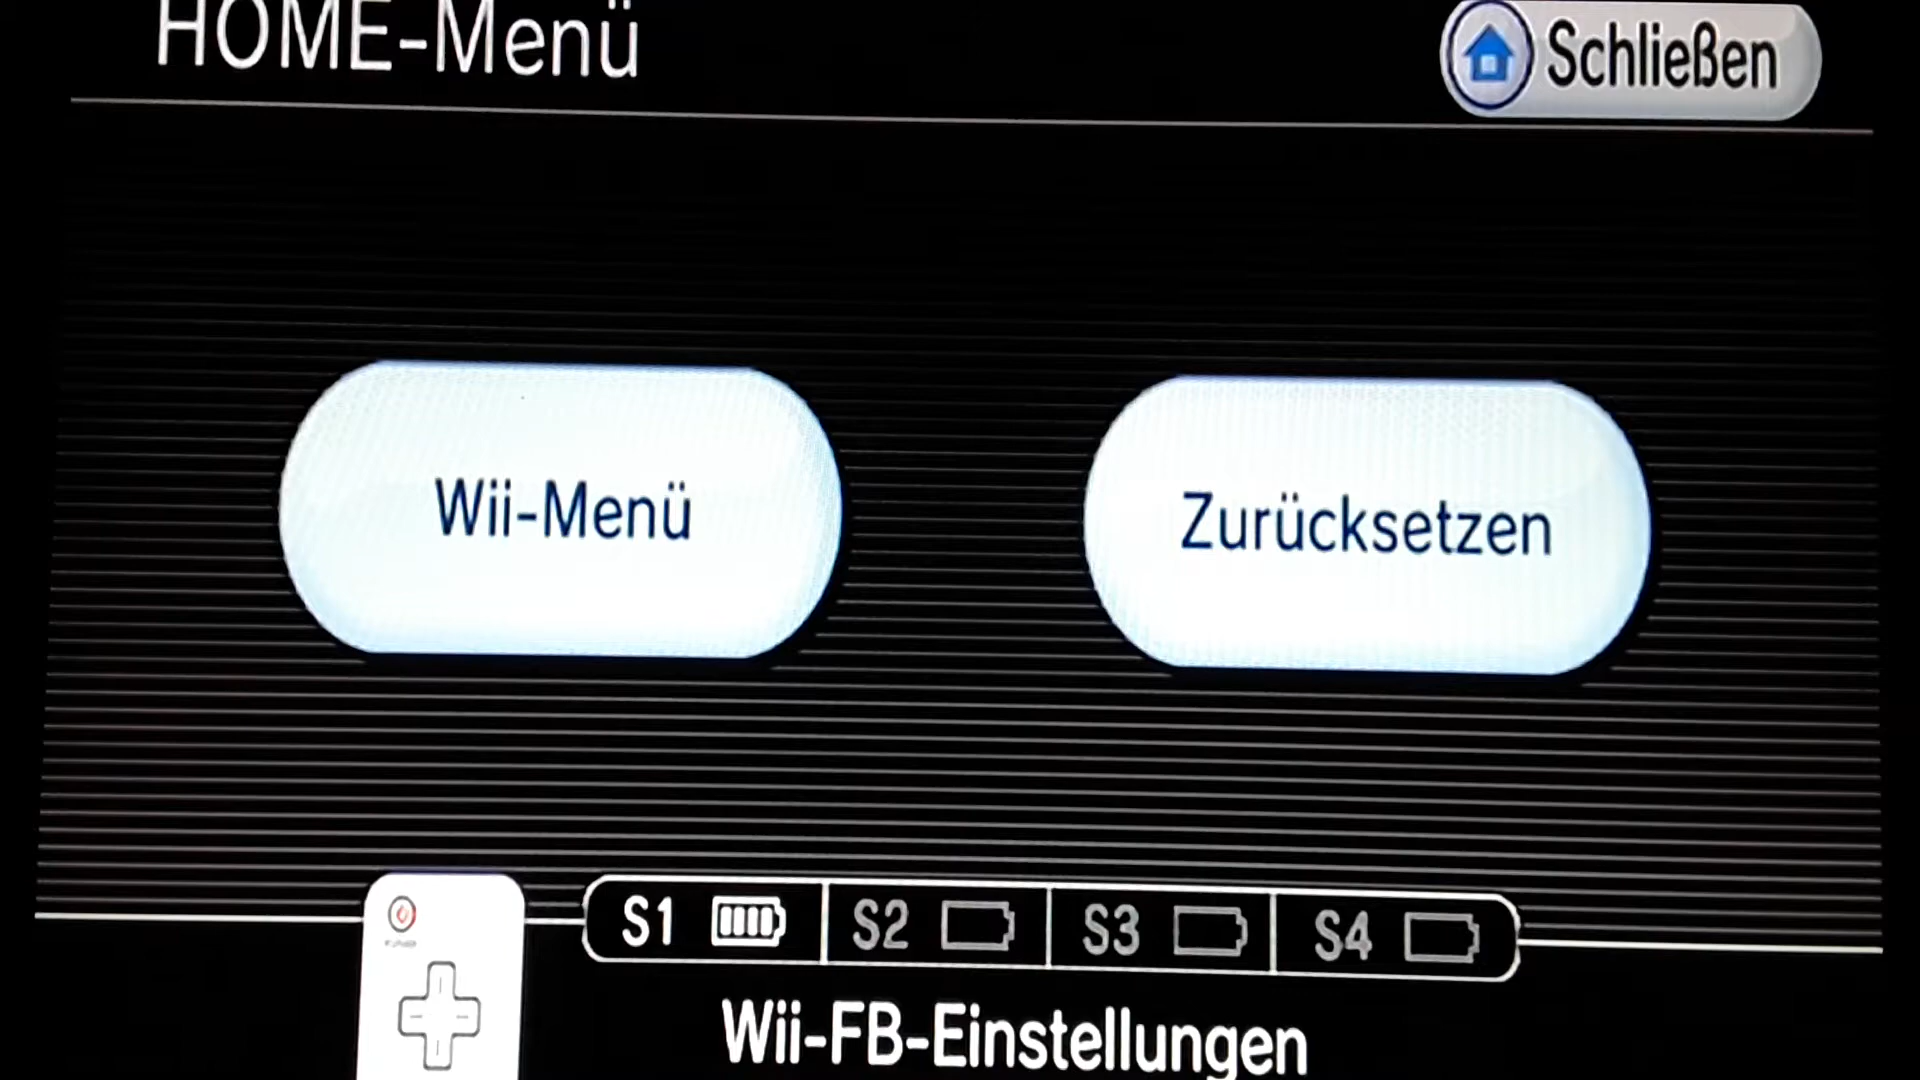 HOME-Menü
Schließen
Wii-Menü
Zurücksetzen
S1
S2
S3
S4
Wii-FB-Einstellungen